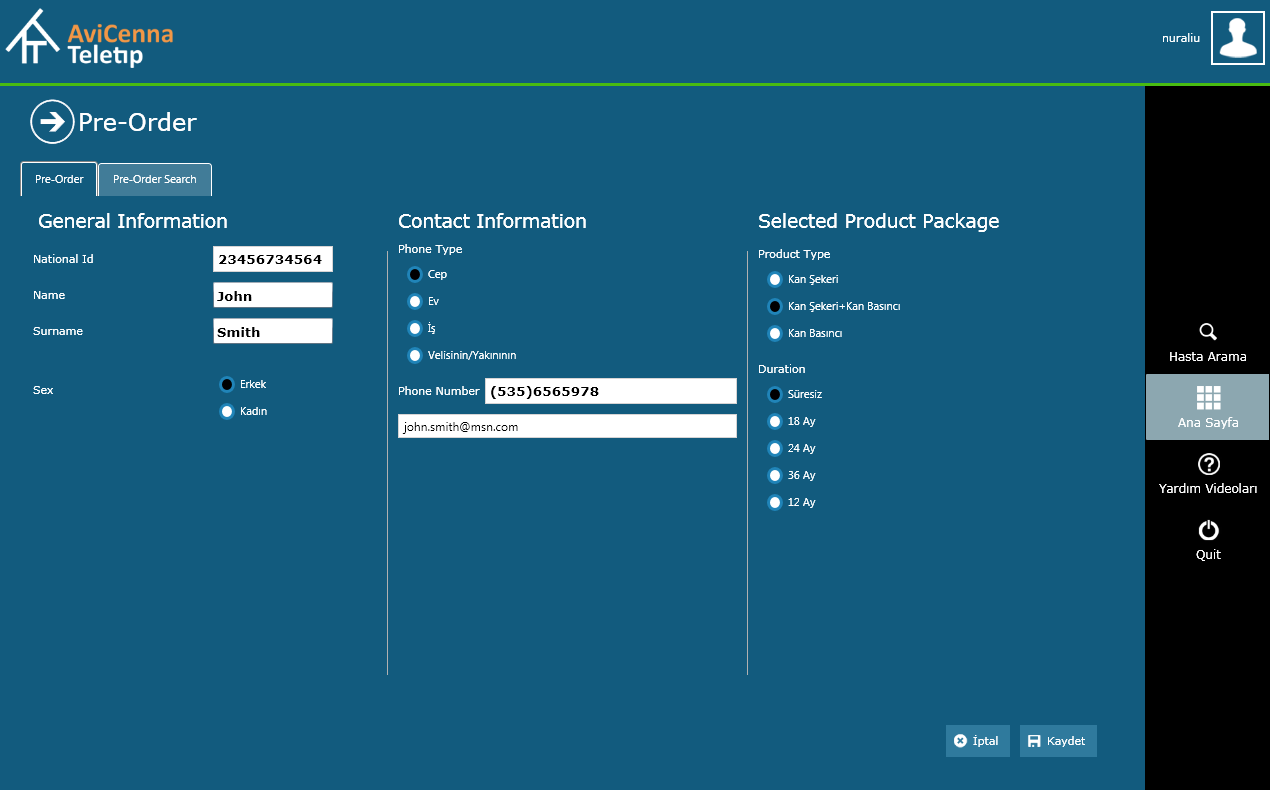 AviCenna
Teletıp
nuraliu
Pre-Order
Pre-Order
Pre-Order Search
General Information
National Id
23456734564
Name
John
Surname
Smith
Sex
Erkek
Kadın
Contact Information
Phone Type
Cep
Ev
İş
Velisinin/Yakınının
Phone Number
(535)6565978
john.smith@msn.com
Selected Product Package
Product Type
Kan Şekeri
Kan Şekeri+Kan Basıncı
Kan Basıncı
Duration
Süresiz
18 Ay
24 Ay
36 Ay
12 Ay
İptal
Kaydet
Hasta Arama
Ana Sayfa
Yardım Videoları
Quit